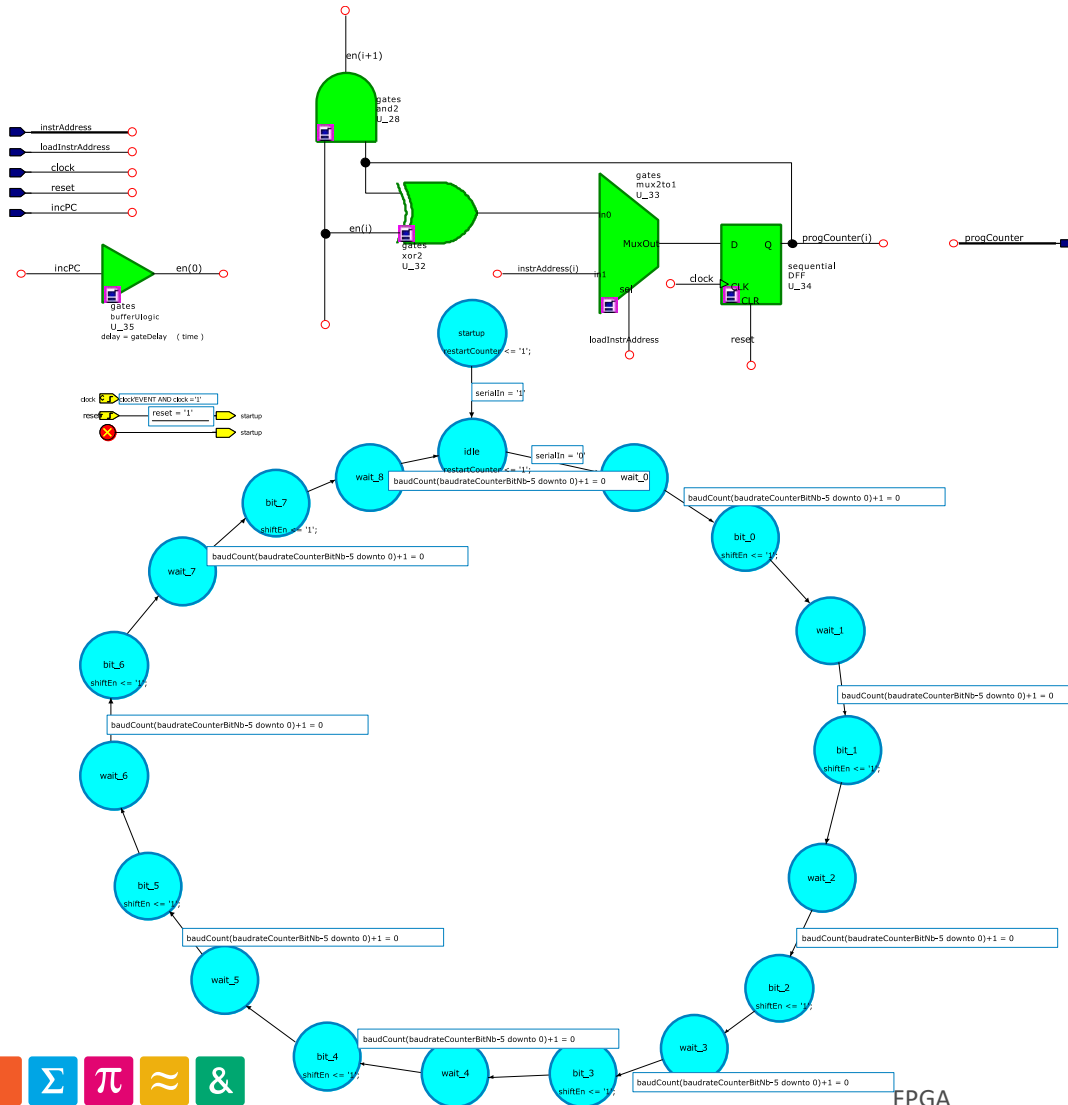 en(i+1)
gates
and2
U_28
instrAddress
loadInstrAddress
clock
reset
incPC
gates
mux2to1
U_33
in0
MuxOut
in1
sel
en(i)
gates
xor2
U_32
D
Q
CLK
CLR
progCounter(i)
progCounter
sequential
DFF
U_34
instrAddress(i)
clock
loadInstrAddress
reset
incPC
en(0)
gates
bufferUlogic
U_35
delay = gateDelay ( time )
startup
restartCounter <= '1';
serialIn = '1'
clock
clock'EVENT AND clock = '1'
reset
reset = '1'
startup
startup
idle
restartCounter <= '1';
serialIn = '0'
wait_0
wait_8
baudCount(baudrateCounterBitNb-5 downto 0)+1 = 0
bit_7
shiftEn <= '1';
baudCount(baudrateCounterBitNb-5 downto 0)+1 = 0
bit_0
shiftEn <= '1';
wait_7
baudCount(baudrateCounterBitNb-5 downto 0)+1 = 0
wait_1
bit_6
shiftEn <= '1';
baudCount(baudrateCounterBitNb-5 downto 0)+1 = 0
baudCount(baudrateCounterBitNb-5 downto 0)+1 = 0
bit_1
shiftEn <= '1';
wait_6
wait_2
bit_5
shiftEn <= '1';
baudCount(baudrateCounterBitNb-5 downto 0)+1 = 0
baudCount(baudrateCounterBitNb-5 downto 0)+1 = 0
wait_5
bit_2
shiftEn <= '1';
baudCount(baudrateCounterBitNb-5 downto 0)+1 = 0
wait_3
bit_4
shiftEn <= '1';
wait_4
bit_3
shiftEn <= '1';
baudCount(baudrateCounterBitNb-5 downto 0)+1 = 0
Σ π ≈ &
FPGA